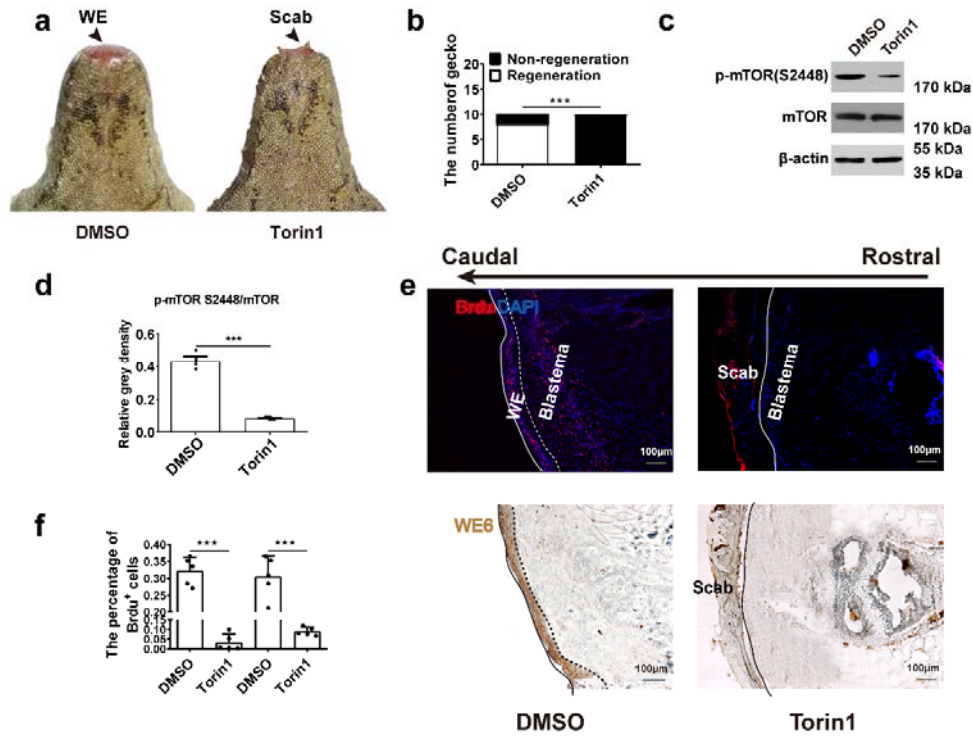 a
WE
Scab
DMSO
Torin1
b
Non-regeneration
Regeneration
The numberof gecko
20
15
10
5
0
***
DMSO
Torin1
c
DMSO
Torin1
p-mTOR(S2448)
170 kDa
mTOR
170 kDa
55 kDa
β-actin
35 kDa
d
p-mTOR S2448/mTOR
Relative grey density
0.6
0.4
0.2
0.0
***
DMSO
Torin1
Caudal
Rostral
e
Brdu/DAPI
WE
Blastema
100μm
Scab
Blastema
100μm
f
The percentage of
Brdu+ cells
0.40
0.35
0.30
0.25
0.20
0.10
0.05
0.00
***
***
DMSO
Torin1
DMSO
Torin1
WE6
100μm
Scab
100μm
DMSO
Torin1